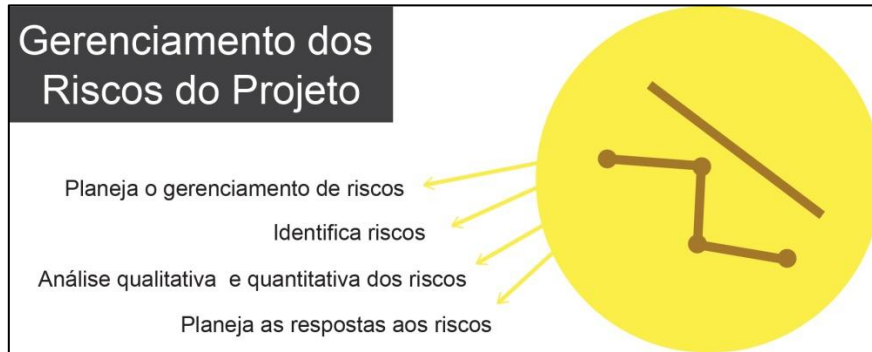 Gerenciamento dos
Riscos do Projeto
Planeja o gerenciamento de riscos
Identifica riscos
Análise qualitativa e quantitativa dos riscos
Planeja as respostas aos riscos